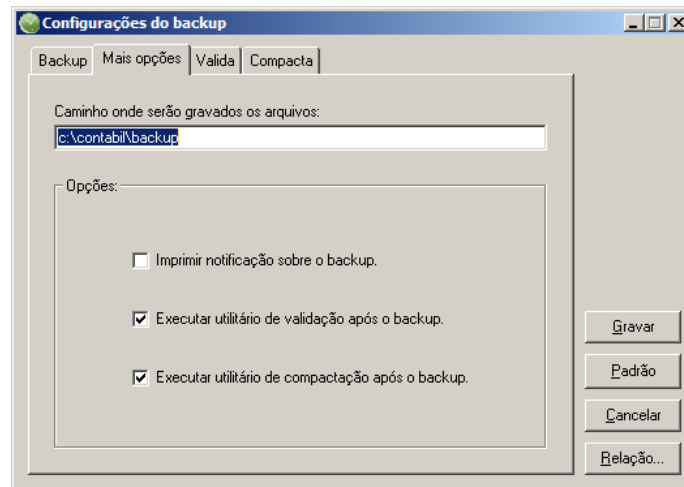 Configurações do backup
Backup Mais opções Valida Compacta
Caminho onde serão gravados os arquivos:
c:\contabil\backup
Opções:
Imprimir notificação sobre o backup.
Executar utilitário de validação após o backup.
Executar utilitário de compactação após o backup.
Gravar
Padrão
Cancelar
Relação...